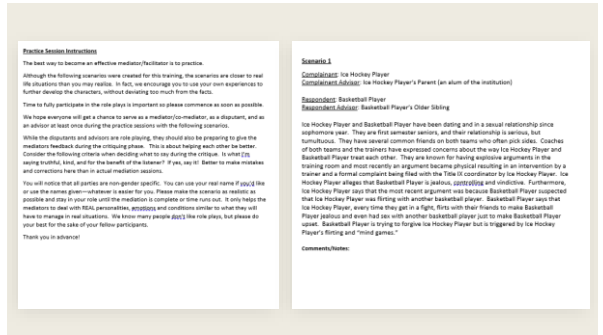 Practice Session Instructions
The best way to become an effective mediator/facilitator is to practice.
Although the following scenarios were created for this training, the scenarios are closer to real
life situations than you may realize. In fact, we encourage you to use your own experiences to
further develop the characters, without deviating too much from the facts.
Time to fully participate in the role plays is important so please commence as soon as possible.
We hope everyone will get a chance to serve as a mediator/co-mediator, as a disputant, and as
an advisor at least once during the practice sessions with the following scenarios.
While the disputants and advisors are role playing, they should also be preparing to give the
mediators feedback during the critiquing phase. This is about helping each other be better.
Consider the following criteria when deciding what to say during the critique. Is what I'm
saying truthful, kind, and for the benefit of the listener? If yes, say it! Better to make mistakes
and corrections here than in actual mediation sessions.
You will notice that all parties are non-gender specific. You can use your real name if you'd like
or use the names given—whatever is easier for you. Please make the scenario as realistic as
possible and stay in your role until the mediation is complete or time runs out. It only helps the
mediators to deal with REAL personalities, emotions and conditions similar to what they will
have to manage in real situations. We know many people don't like role plays, but please do
your best for the sake of your fellow participants.
Thank you in advance!
Scenario 1
Complainant: Ice Hockey Player
Complainant Advisor: Ice Hockey Player's Parent (an alum of the institution)
Respondent: Basketball Player
Respondent Advisor: Basketball Player's Older Sibling
Ice Hockey Player and Basketball Player have been dating and in a sexual relationship since
sophomore year. They are first semester seniors, and their relationship is serious, but
tumultuous. They have several common friends on both teams who often pick sides. Coaches
of both teams and the trainers have expressed concerns about the way Ice Hockey Player and
Basketball Player treat each other. They are known for having explosive arguments in the
training room and most recently an argument became physical resulting in an intervention by a
trainer and a formal complaint being filed with the Title IX coordinator by Hockey Player. Ice
Hockey Player alleges that Basketball Player is jealous, controlling and vindictive. Furthermore,
Ice Hockey Player says that the most recent argument was because Basketball Player suspected
that Ice Hockey Player was flirting with another basketball player. Basketball Player says that
Ice Hockey Player, every time they get in a fight, flirts with their friends to make Basketball
Player jealous and even had sex with another basketball player just to make Basketball Player
upset. Basketball Player is trying to forgive Ice Hockey Player but is triggered by Ice Hockey
Player's flirting and "mind games."
Comments/Notes: